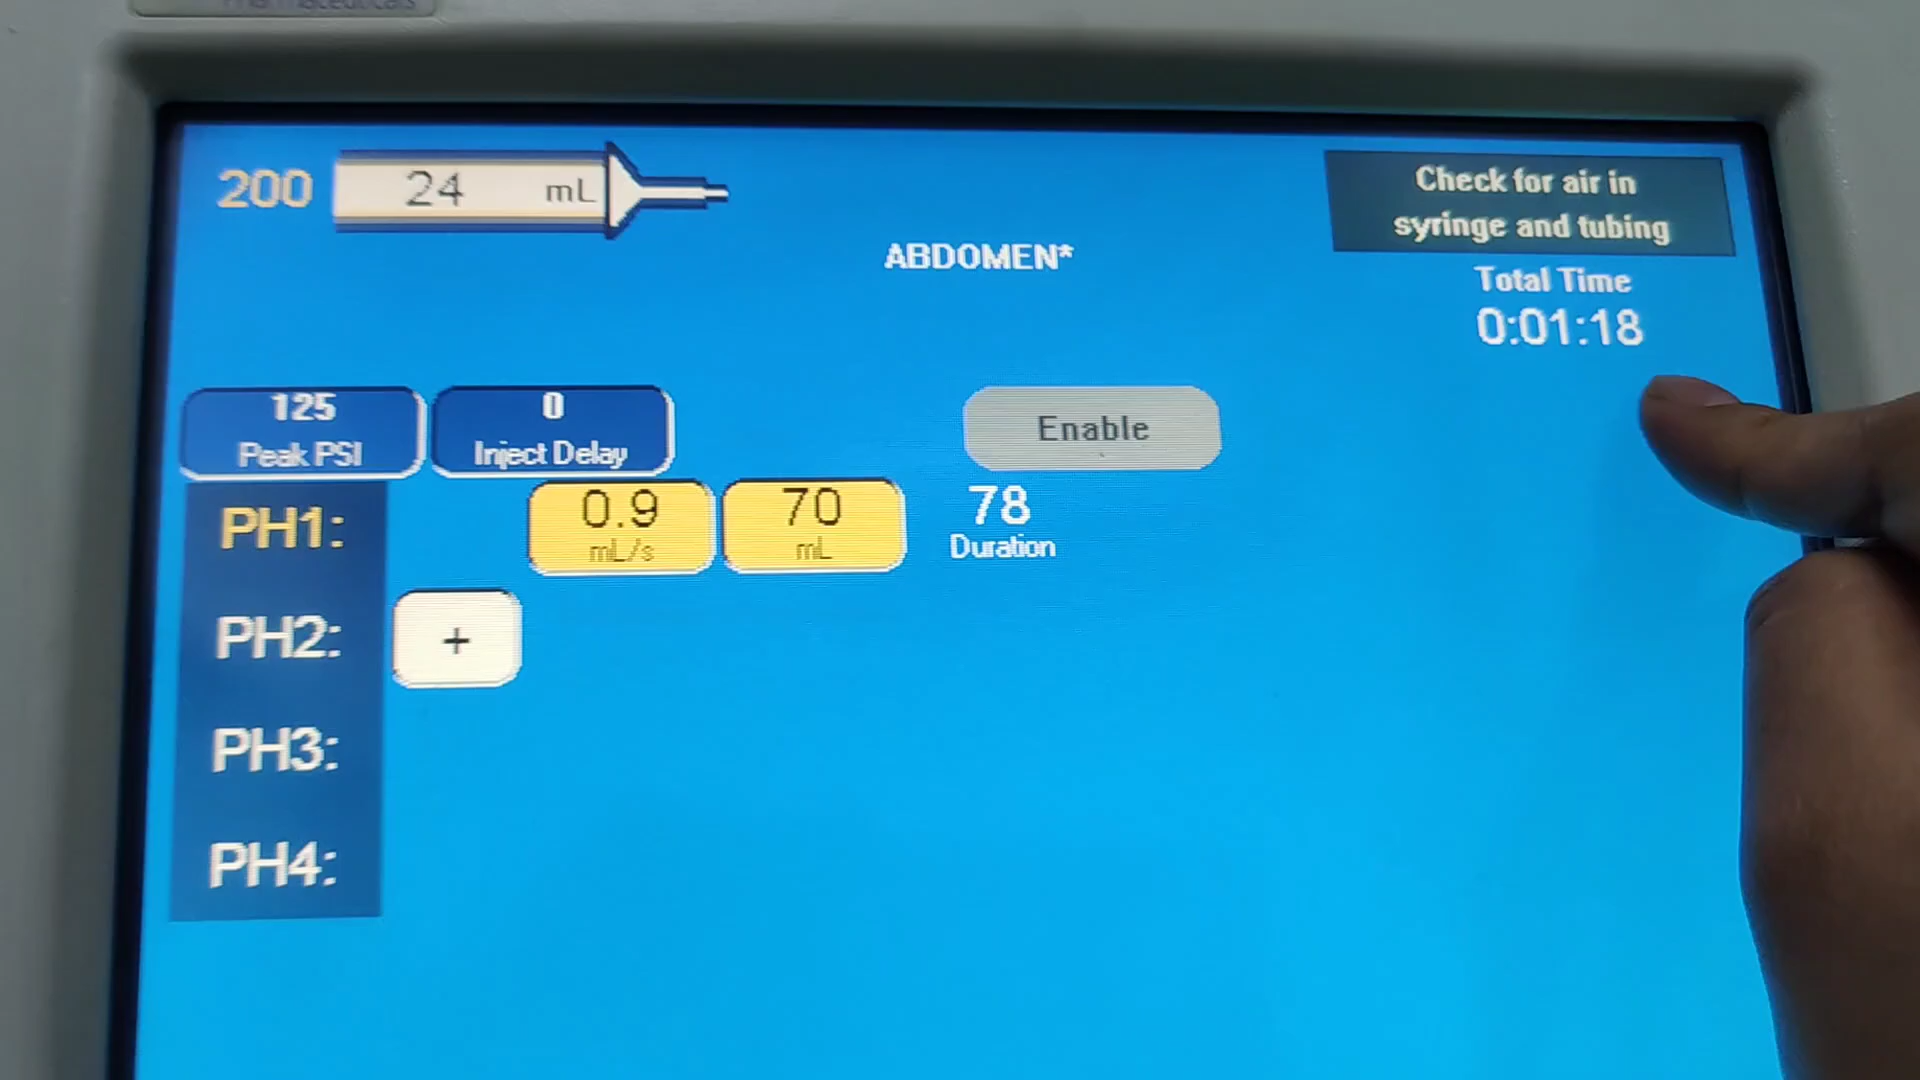 Pharmaceuticals
200 24 mL
Check for air in
syringe and tubing
ABDOMEN*
Total Time
0:01:18
125
Peak PSI
0
Inject Delay
Enable
PH1:
0.9
mL/s
70
mL
78
Duration
PH2:
+
PH3:
PH4: